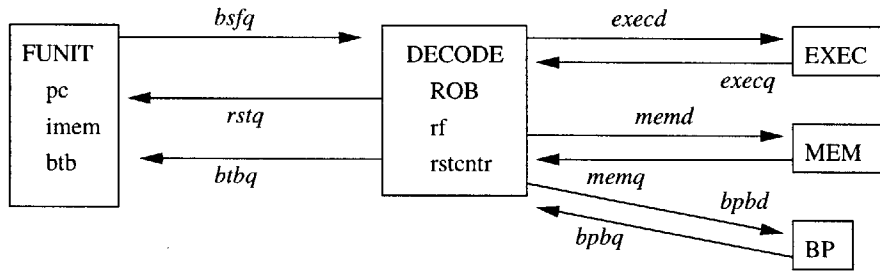 bsfq
FUNIT
pc
imem
btb
rstq
btbq
DECODE
ROB
rf
rstcntr
execd
EXEC
execq
memd
MEM
memq
bpbd
bpbq
BP